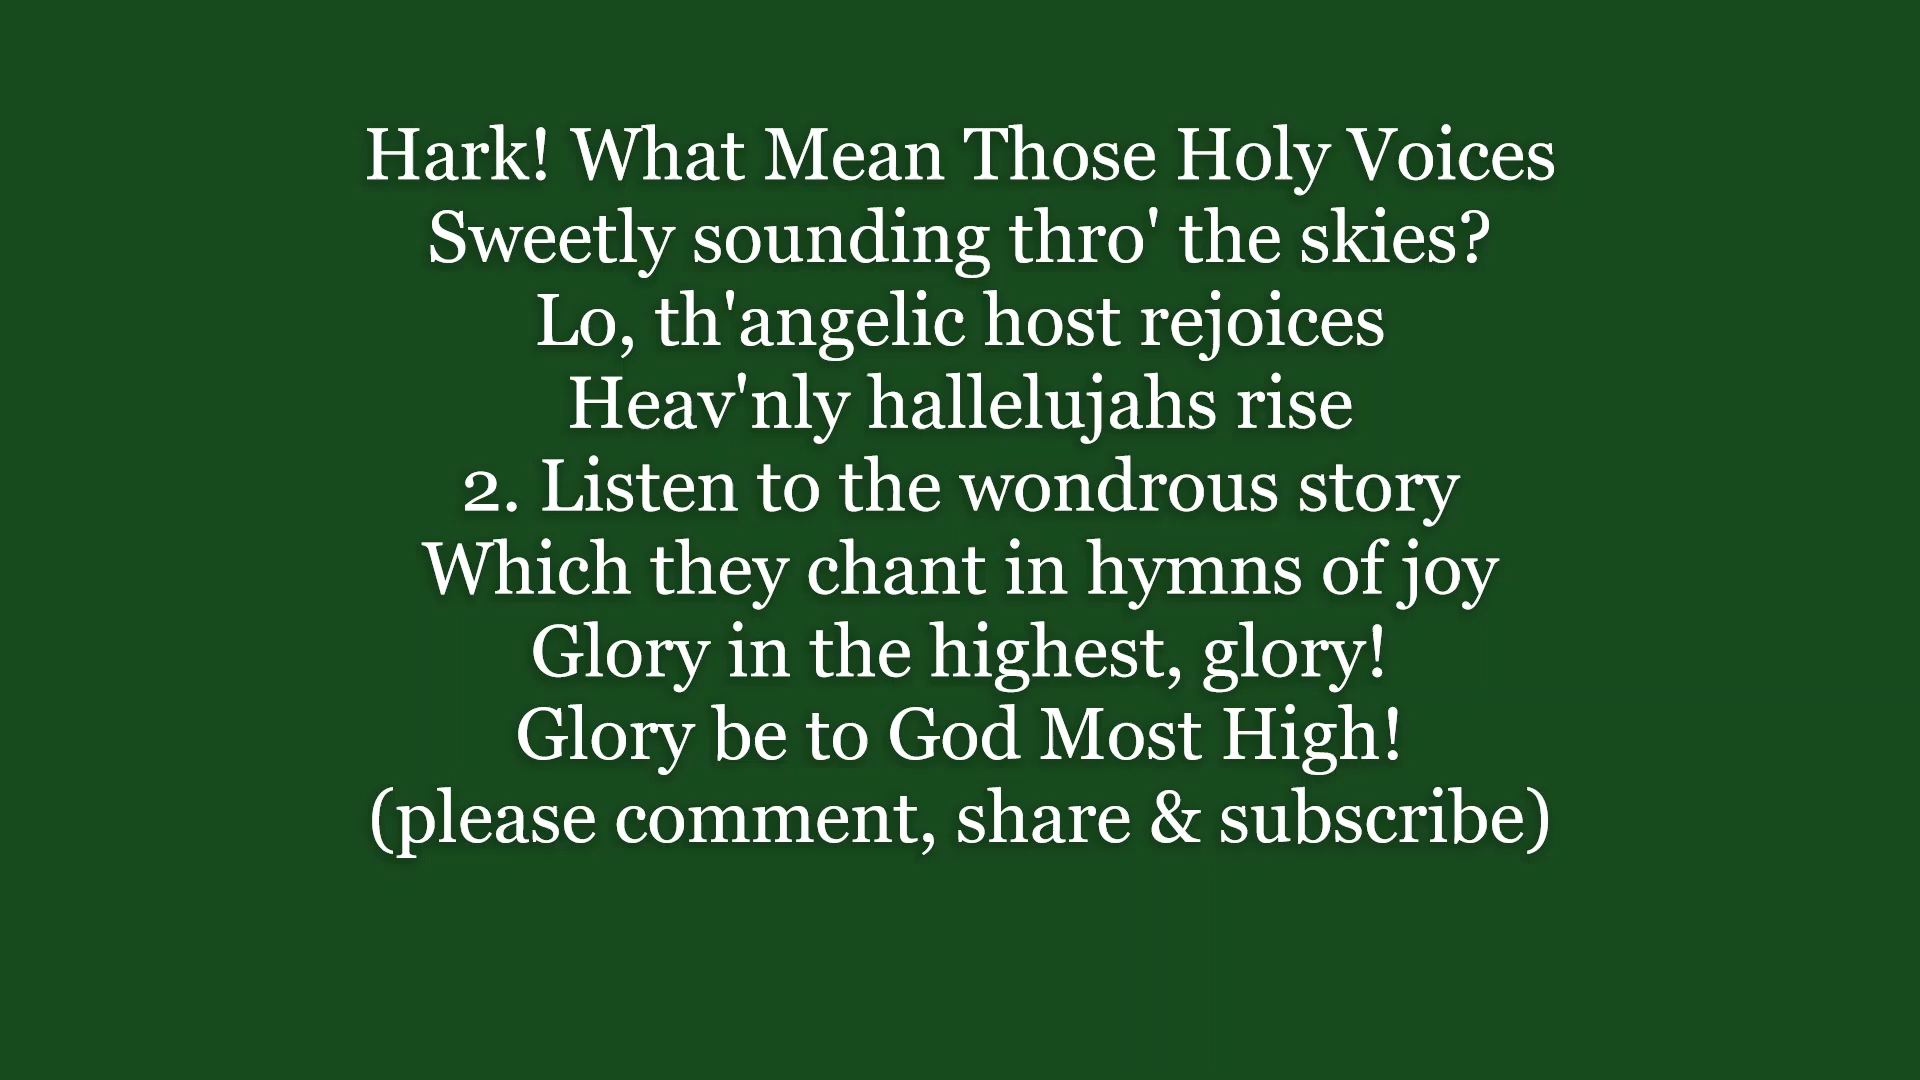 Hark! What Mean Those Holy Voices
Sweetly sounding thro' the skies?
Lo, th'angelic host rejoices
Heav'nly hallelujahs rise
2. Listen to the wondrous story
Which they chant in hymns of joy
Glory in the highest, glory!
Glory be to God Most High!
(please comment, share & subscribe)